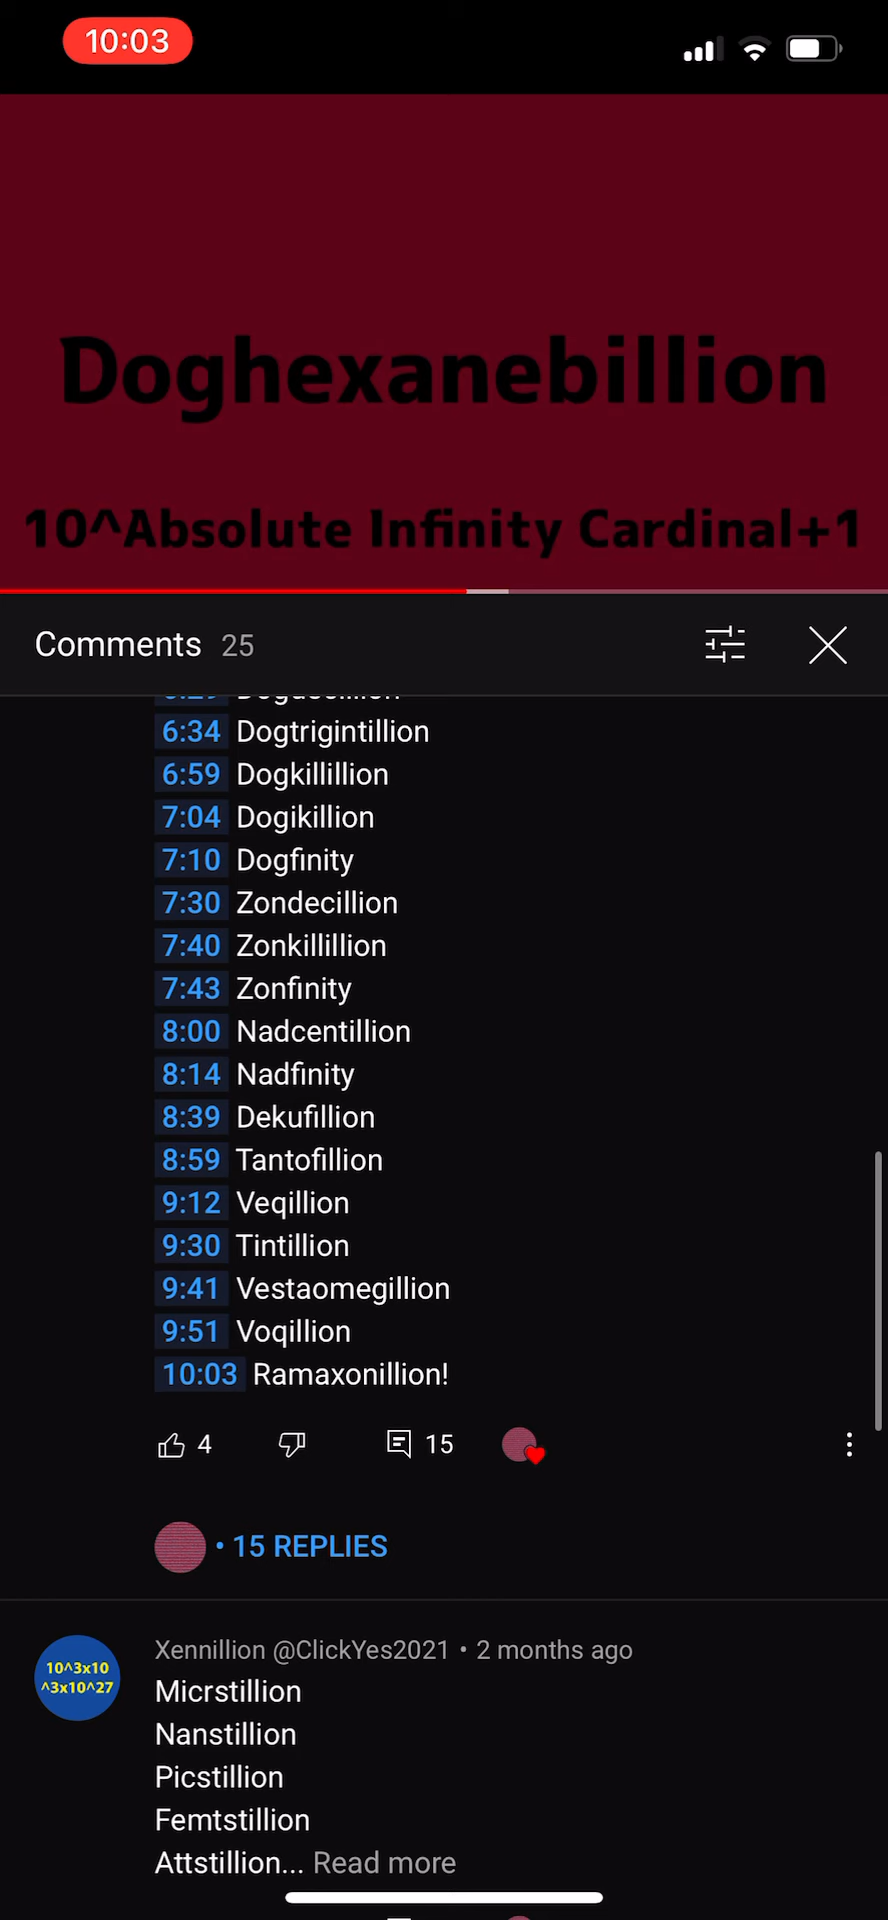 10:03
Doghexanebillion
10^Absolute Infinity Cardinal+1
Comments 25
6:34 Dogtrigintillion
6:59 Dogkillillion
7:04 Dogikillion
7:10 Dogfinity
7:30 Zondecillion
7:40 Zonkillillion
7:43 Zonfinity
8:00 Nadcentillion
8:14 Nadfinity
8:39 Dekufillion
8:59 Tantofillion
9:12 Veqillion
9:30 Tintillion
9:41 Vestaomegillion
9:51 Voqillion
10:03 Ramaxonillion!
4 15
• 15 REPLIES
10^3x10
^3x10^27
Xennillion @ClickYes2021 • 2 months ago
Micrstillion
Nanstillion
Picstillion
Femtstillion
Attstillion... Read more